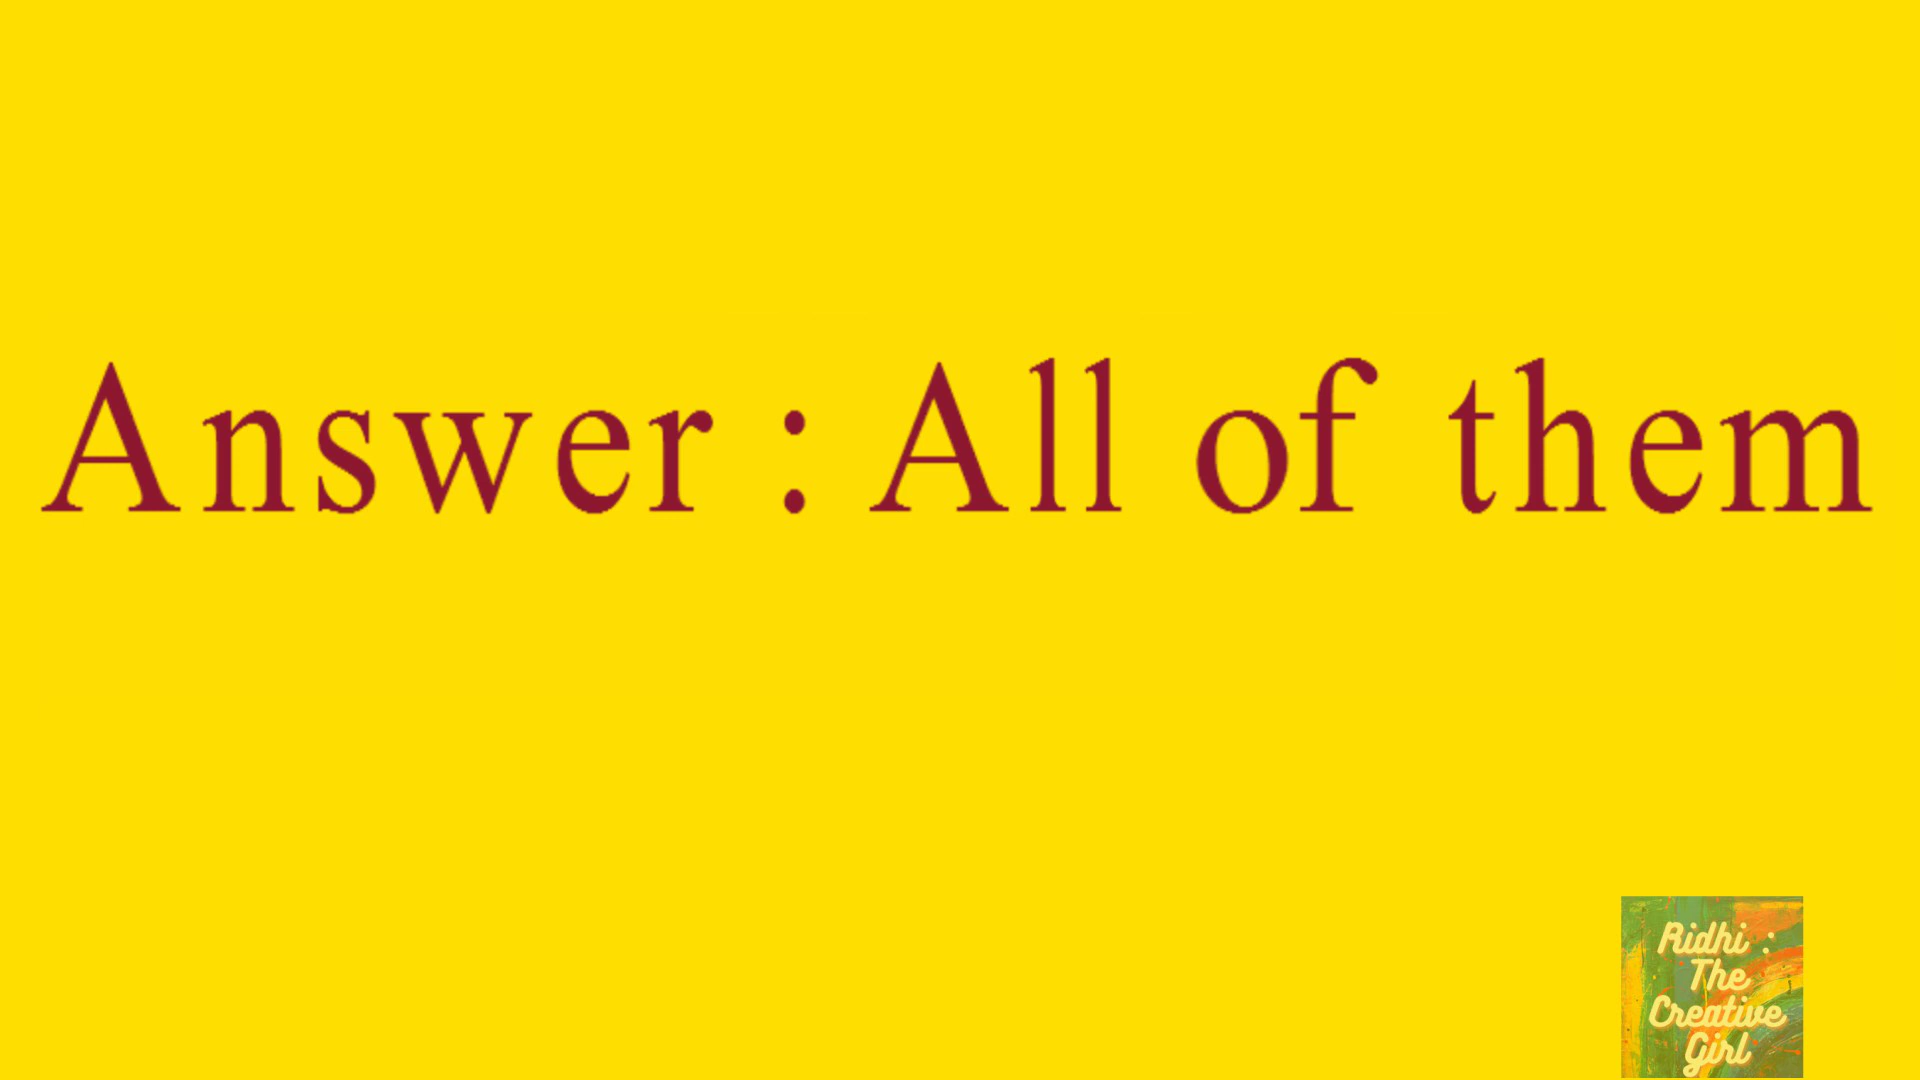 Answer : All of them
Ridhi :
The
Creative
Girl